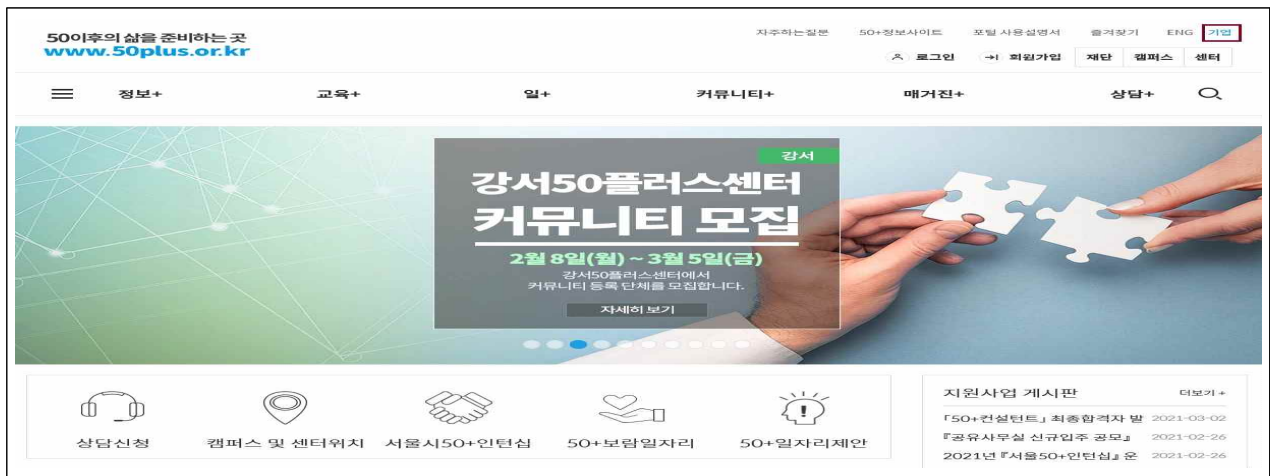 50이후의 삶을 준비하는 곳
www.50plus.or.kr
자주하는질문 50+정보사이트 포털 사용설명서 즐겨찾기 ENG 기업
로그인 회원가입 재단 캠퍼스 센터
정보+ 교육+ 일+ 커뮤니티+ 매거진+ 상담+
강서
강서50플러스센터
커뮤니티 모집
2월 8일(월) ~ 3월 5일(금)
강서50플러스센터에서
커뮤니티 등록 단체를 모집합니다.
자세히 보기
상담신청 캠퍼스 및 센터위치 서울시50+인턴십 50+보람일자리 50+일자리제안
지원사업 게시판 더보기 +
「50+컨설턴트」 최종합격자 발 2021-03-02
『공유사무실 신규입주 공모』 2021-02-26
2021년 『서울50+인턴십』 운 2021-02-26